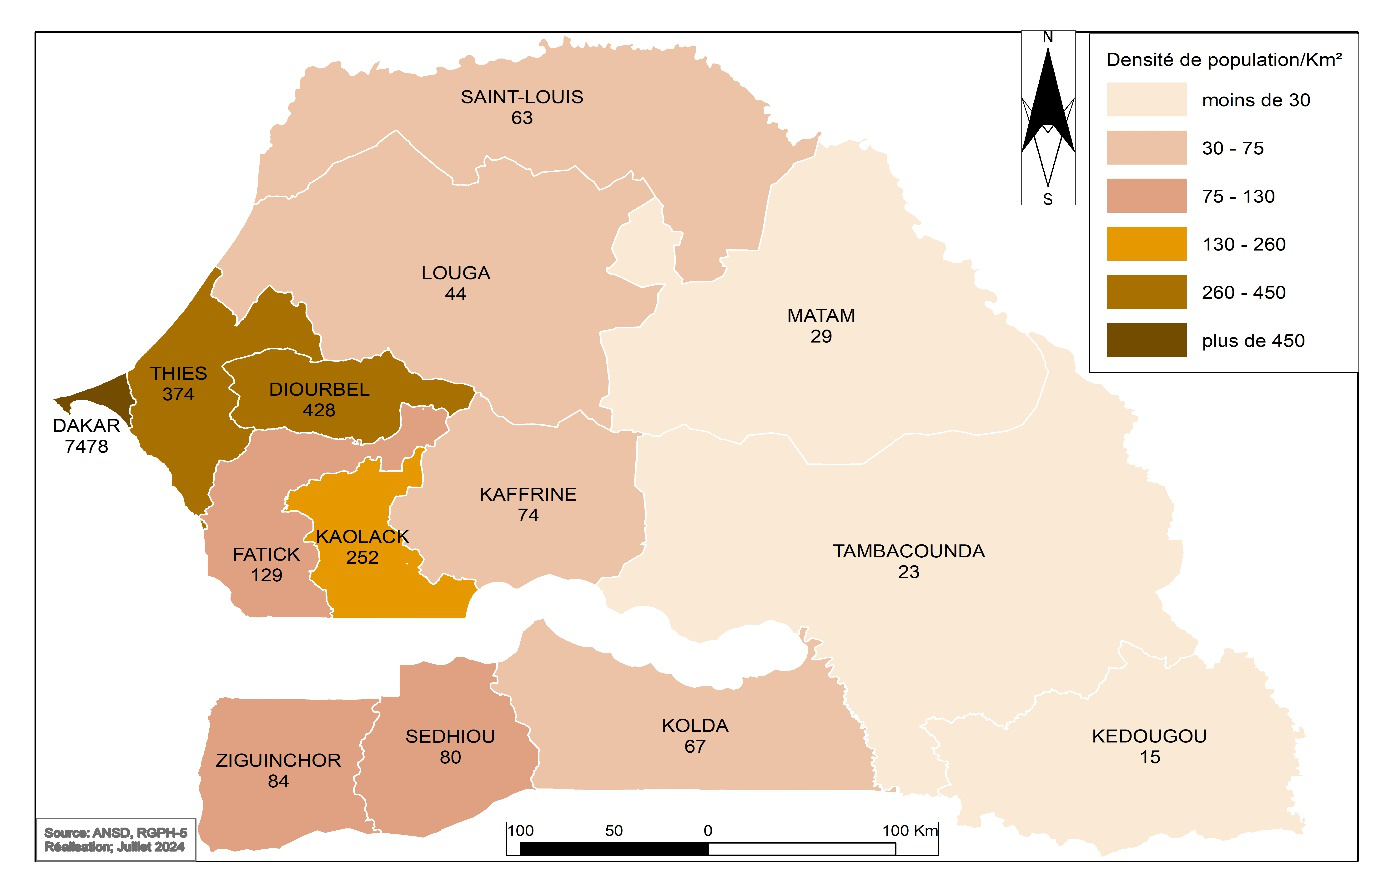 N
S
Densité de population/Km²
moins de 30
30 - 75
75 - 130
130 - 260
260 - 450
plus de 450
SAINT-LOUIS
63
LOUGA
44
MATAM
29
THIES
374
DIOURBEL
428
DAKAR
7478
KAFFRINE
74
KAOLACK
252
FATICK
129
TAMBACOUNDA
23
KOLDA
67
SEDHIOU
80
ZIGUINCHOR
84
KEDOUGOU
15
Source: ANSD, RGPH-5
Réalisation; Juillet 2024
100 50 0 100 Km